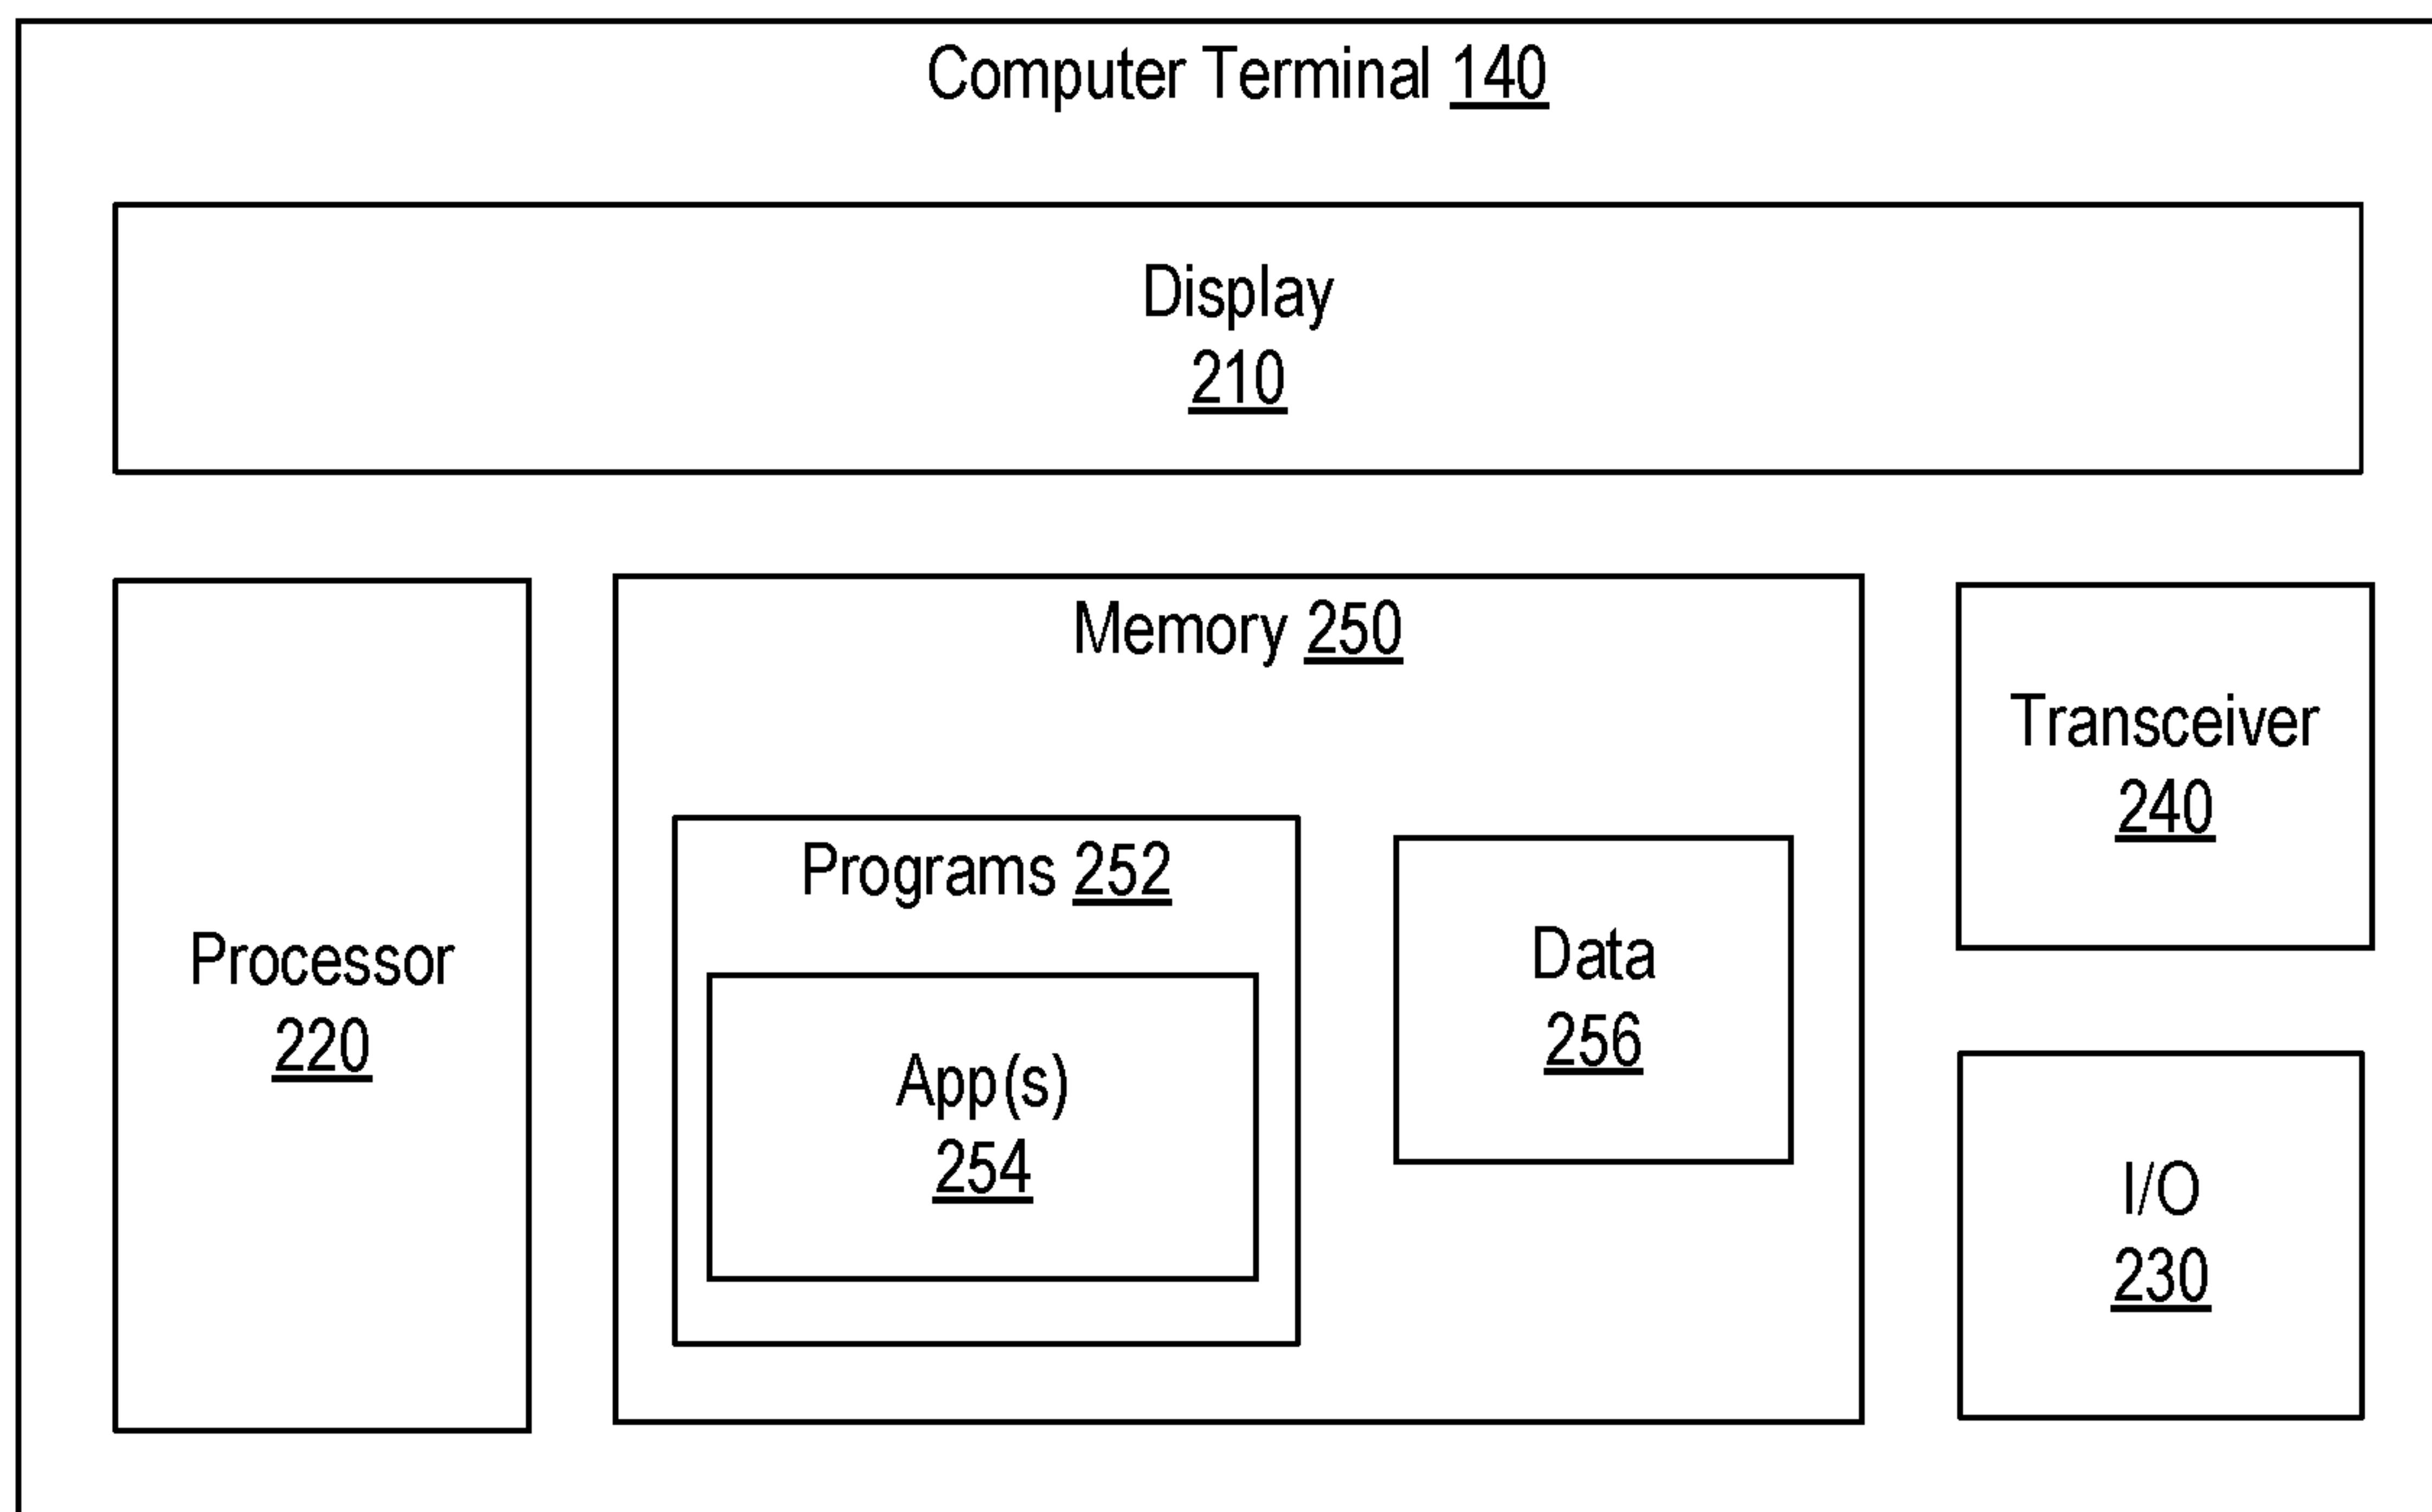 Computer Terminal 140
Display
210
Processor
220
Memory 250
Programs 252
App(s)
254
Data
256
Transceiver
240
I/O
230